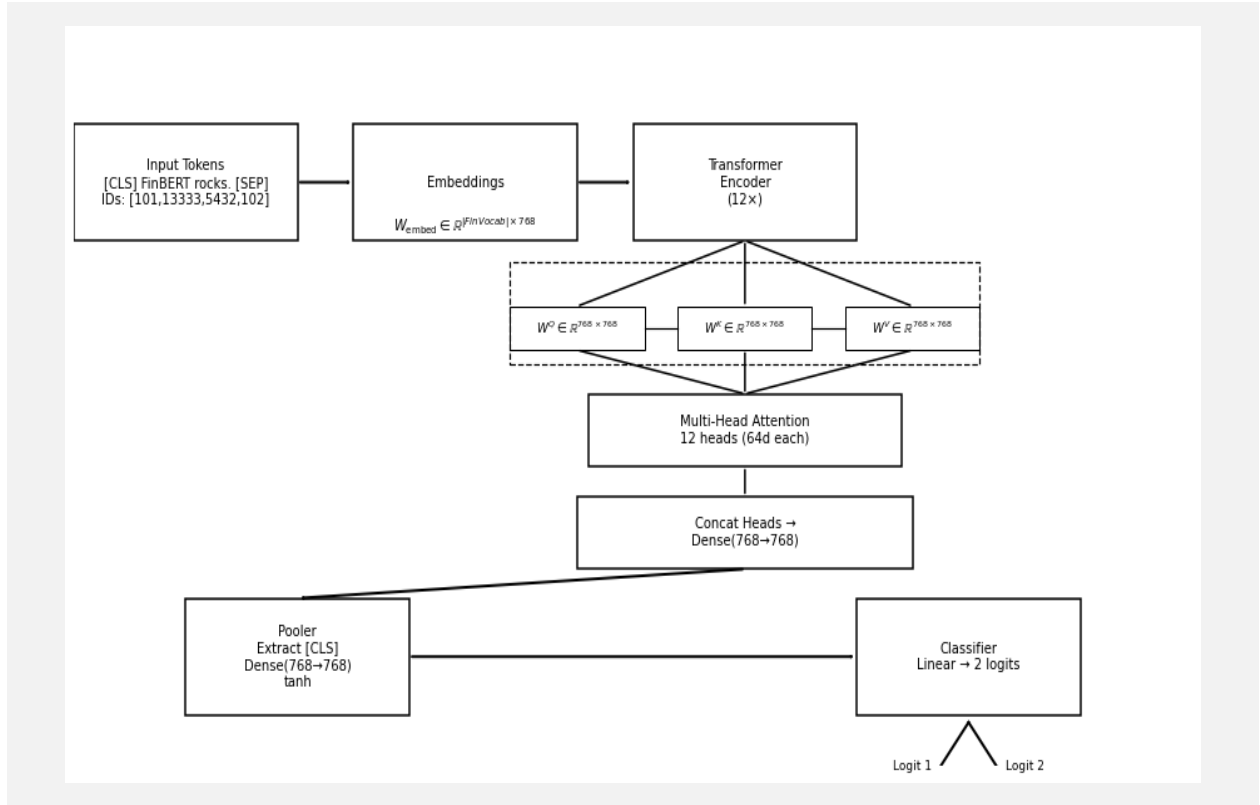 Input Tokens
[CLS] FinBERT rocks. [SEP]
IDs: [101,13333,5432,102]
Embeddings
W_embed ∈ ℝ^|FinVocab|×768
Transformer
Encoder
(12×)
W^Q ∈ ℝ^768×768
W^K ∈ ℝ^768×768
W^V ∈ ℝ^768×768
Multi-Head Attention
12 heads (64d each)
Concat Heads →
Dense(768→768)
Pooler
Extract [CLS]
Dense(768→768)
tanh
Classifier
Linear → 2 logits
Logit 1
Logit 2